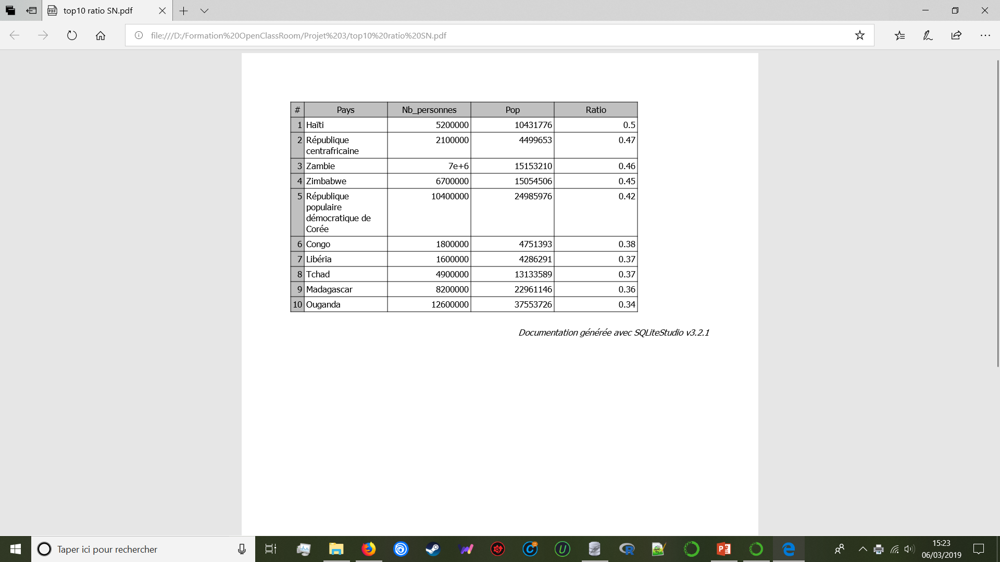 top10 ratio SN.pdf
file:///D:/Formation%20OpenClassRoom/Projet%203/top10%20ratio%20SN.pdf
# Pays Nb_personnes Pop Ratio
1 Haïti 5200000 10431776 0.5
2 République 2100000 4499653 0.47
centrafricaine
3 Zambie 7e+6 15153210 0.46
4 Zimbabwe 6700000 15054506 0.45
5 République 10400000 24985976 0.42
populaire
démocratique de
Corée
6 Congo 1800000 4751393 0.38
7 Libéria 1600000 4286291 0.37
8 Tchad 4900000 13133589 0.37
9 Madagascar 8200000 22961146 0.36
10 Ouganda 12600000 37553726 0.34
Documentation générée avec SQLiteStudio v3.2.1
Taper ici pour rechercher
15:23
06/03/2019